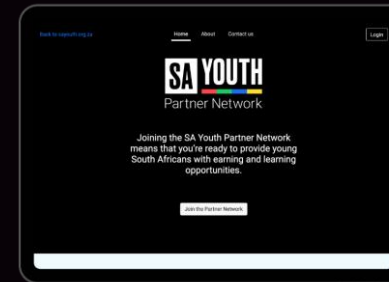 Back to sayouth.org.za
Home About Contact us
Login
SA YOUTH
Partner Network
Joining the SA Youth Partner Network
means that you're ready to provide young
South Africans with earning and learning
opportunities.
Join the Partner Network